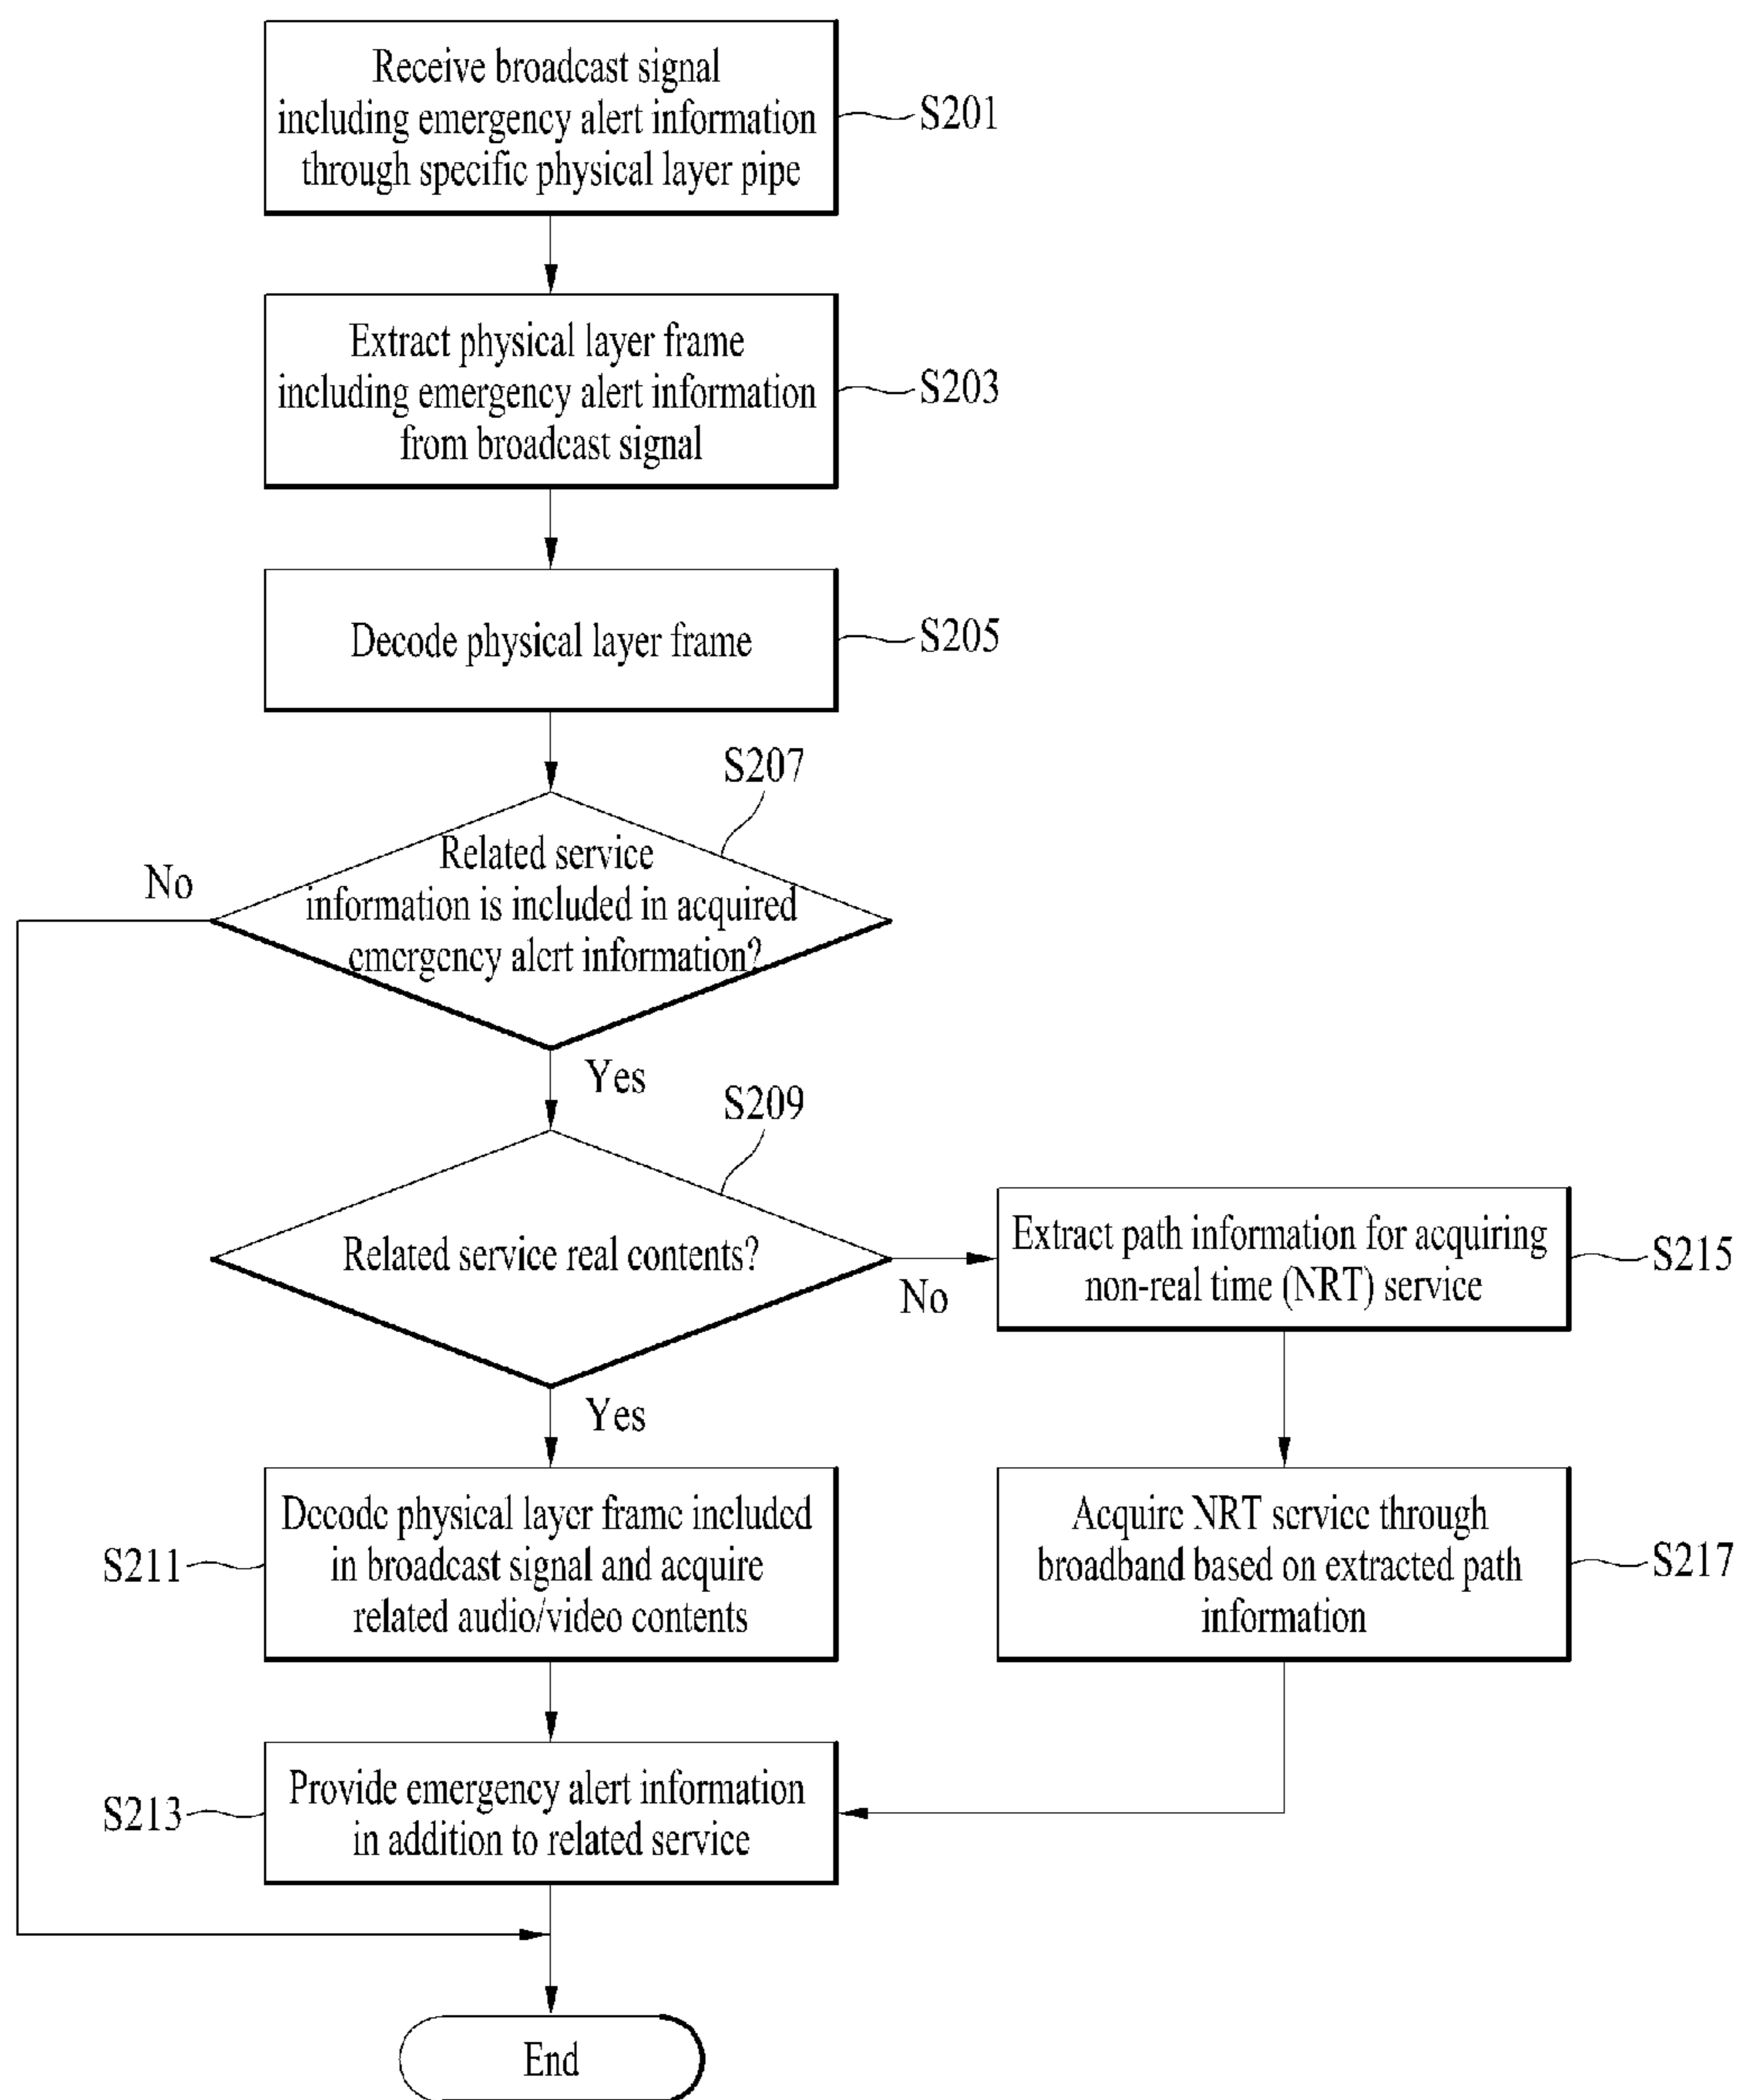 Receive broadcast signal
including emergency alert information
through specific physical layer pipe
S201
Extract physical layer frame
including emergency alert information
from broadcast signal
S203
Decode physical layer frame
S205
S207
Related service
information is included in acquired
emergency alert information?
No
Yes
S209
Related service real contents?
No
Yes
Extract path information for acquiring
non-real time (NRT) service
S215
Decode physical layer frame included
in broadcast signal and acquire
related audio/video contents
S211
Acquire NRT service through
broadband based on extracted path
information
S217
Provide emergency alert information
in addition to related service
S213
End